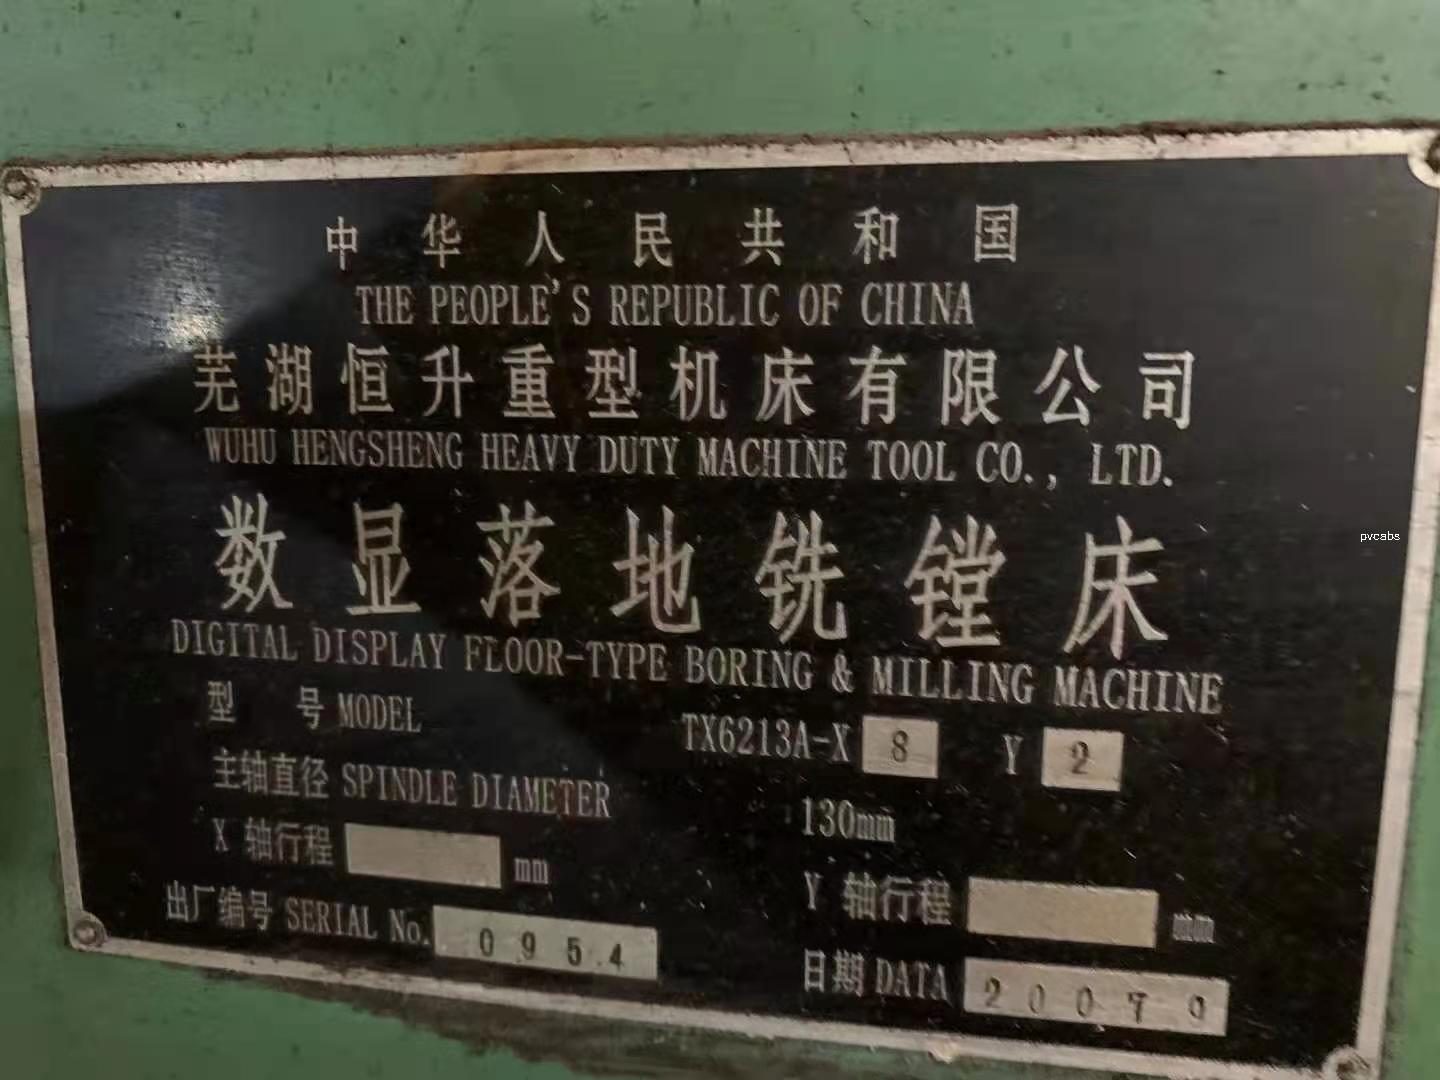 中华人民共和国
THE PEOPLE'S REPUBLIC OF CHINA
芜湖恒升重型机床有限公司
WUHU HENGSHENG HEAVY DUTY MACHINE TOOL CO., LTD.
数显落地铣镗床
DIGITAL DISPLAY FLOOR-TYPE BORING & MILLING MACHINE
型 号 MODEL TX6213A-X 8 Y 2
主轴直径 SPINDLE DIAMETER 130mm
X 轴行程 mm Y 轴行程 mm
出厂编号 SERIAL No. 0954 日期 DATA 20079
pvcabs